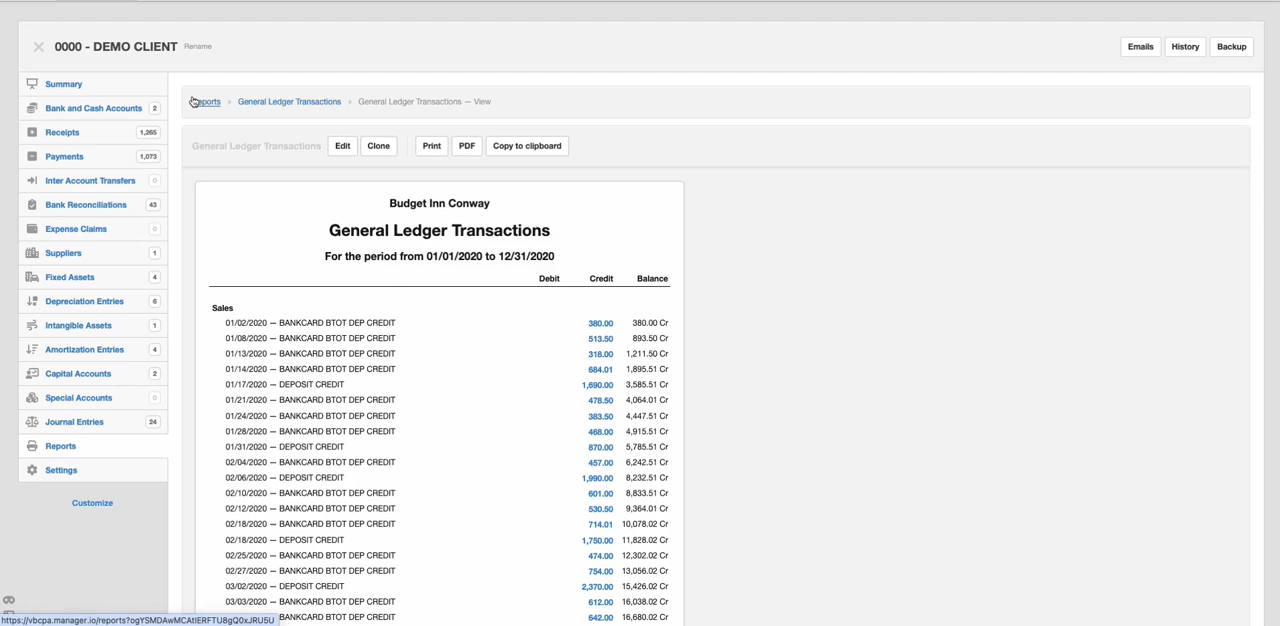 0000 - DEMO CLIENT Rename
Emails History Backup
Summary
Bank and Cash Accounts 2
Receipts 1,265
Payments 1,073
Inter Account Transfers 0
Bank Reconciliations 43
Expense Claims 0
Suppliers 1
Fixed Assets 4
Depreciation Entries 6
Intangible Assets 1
Amortization Entries 4
Capital Accounts 2
Special Accounts 0
Journal Entries 24
Reports
Settings
Customize
General Ledger Transactions General Ledger Transactions — View
General Ledger Transactions Edit Clone Print PDF Copy to clipboard
Budget Inn Conway
General Ledger Transactions
For the period from 01/01/2020 to 12/31/2020
Debit Credit Balance
Sales
01/02/2020 — BANKCARD BTOT DEP CREDIT 380.00 380.00 Cr
01/08/2020 — BANKCARD BTOT DEP CREDIT 513.50 893.50 Cr
01/13/2020 — BANKCARD BTOT DEP CREDIT 318.00 1,211.50 Cr
01/14/2020 — BANKCARD BTOT DEP CREDIT 684.01 1,895.51 Cr
01/17/2020 — DEPOSIT CREDIT 1,690.00 3,585.51 Cr
01/21/2020 — BANKCARD BTOT DEP CREDIT 478.50 4,064.01 Cr
01/24/2020 — BANKCARD BTOT DEP CREDIT 383.50 4,447.51 Cr
01/28/2020 — BANKCARD BTOT DEP CREDIT 468.00 4,915.51 Cr
01/31/2020 — DEPOSIT CREDIT 870.00 5,785.51 Cr
02/04/2020 — BANKCARD BTOT DEP CREDIT 457.00 6,242.51 Cr
02/06/2020 — DEPOSIT CREDIT 1,990.00 8,232.51 Cr
02/10/2020 — BANKCARD BTOT DEP CREDIT 601.00 8,833.51 Cr
02/12/2020 — BANKCARD BTOT DEP CREDIT 530.50 9,364.01 Cr
02/18/2020 — BANKCARD BTOT DEP CREDIT 714.01 10,078.02 Cr
02/18/2020 — DEPOSIT CREDIT 1,750.00 11,828.02 Cr
02/25/2020 — BANKCARD BTOT DEP CREDIT 474.00 12,302.02 Cr
02/27/2020 — BANKCARD BTOT DEP CREDIT 754.00 13,056.02 Cr
03/02/2020 — DEPOSIT CREDIT 2,370.00 15,426.02 Cr
03/03/2020 — BANKCARD BTOT DEP CREDIT 612.00 16,038.02 Cr
BANKCARD BTOT DEP CREDIT 642.00 16,680.02 Cr